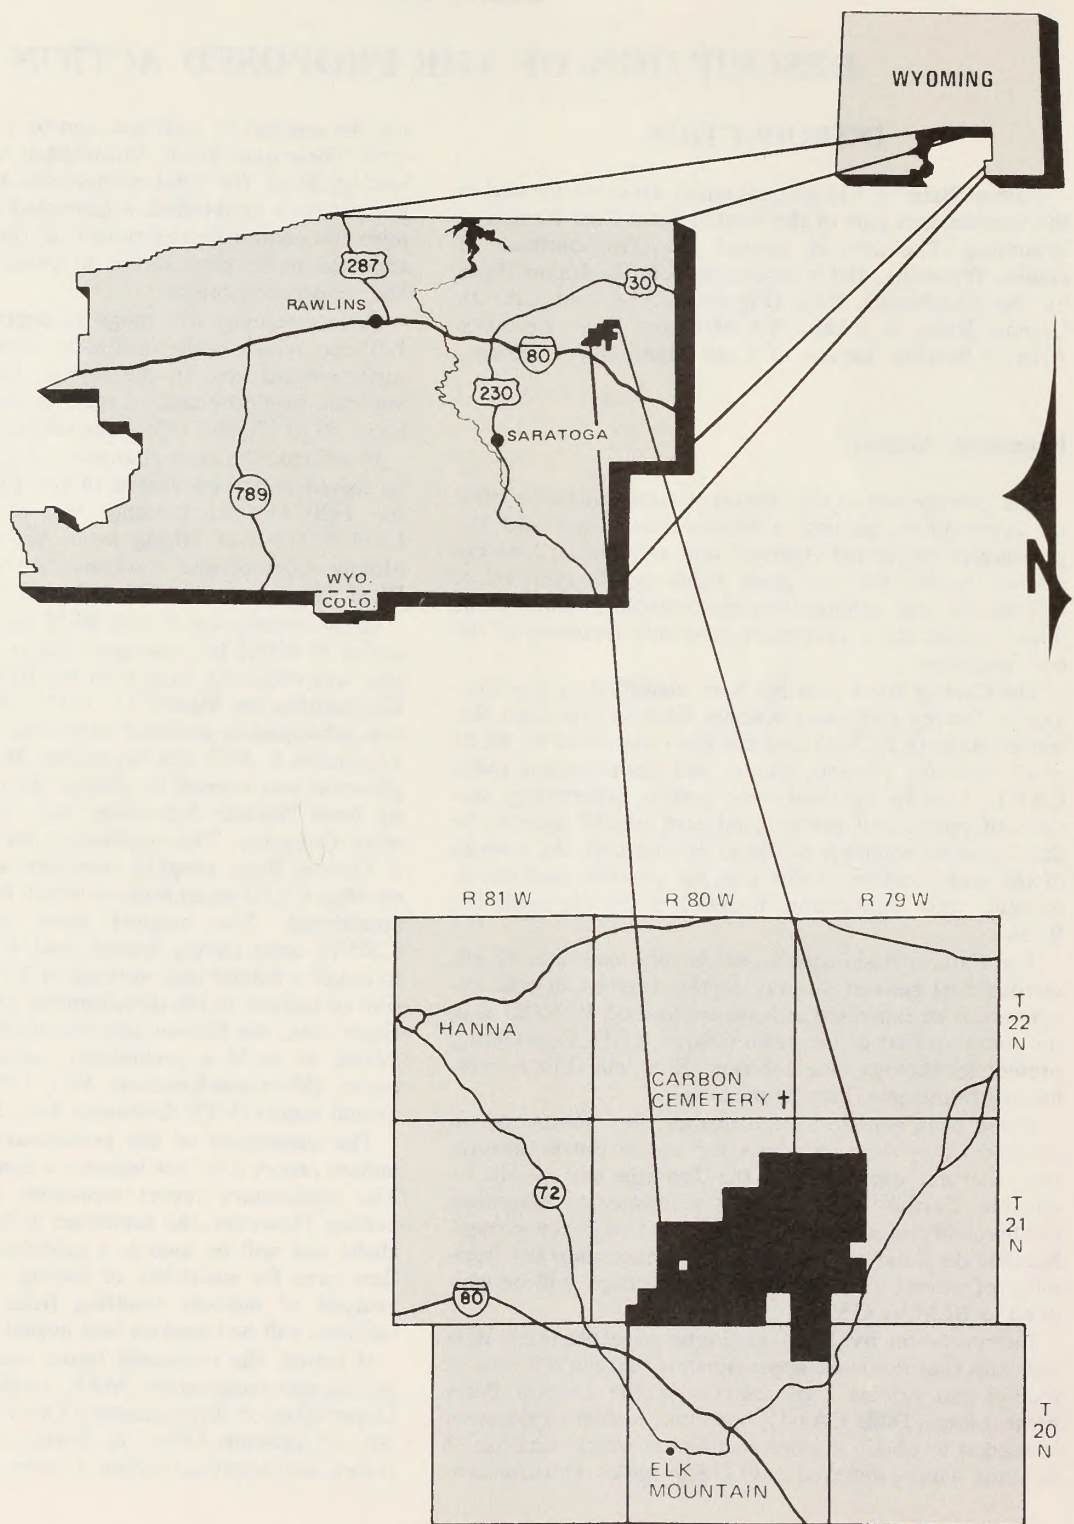 WYOMING
287
30
RAWLINS
80
230
SARATOGA
789
WYO.
COLO.
N
R 81 W
R 80 W
R 79 W
HANNA
T
22
N
CARBON
CEMETERY †
72
T
21
N
80
T
20
N
ELK
MOUNTAIN